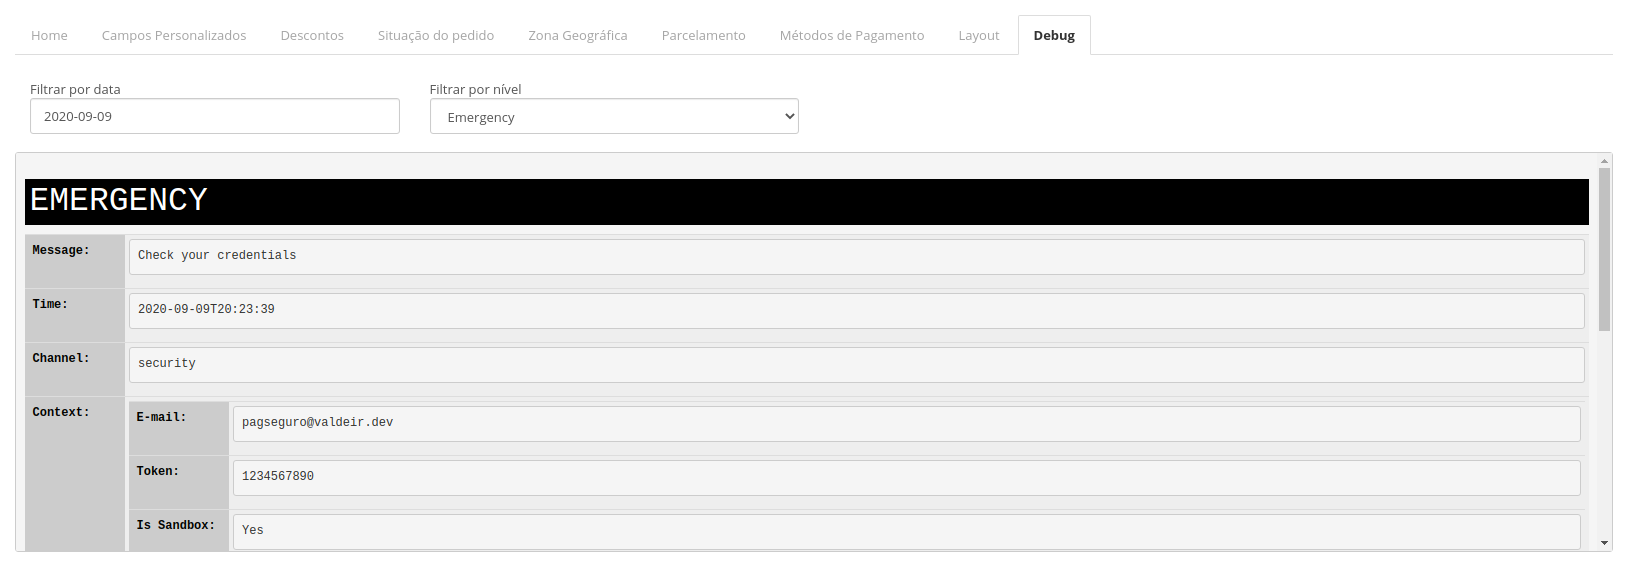 Home Campos Personalizados Descontos Situação do pedido Zona Geográfica Parcelamento Métodos de Pagamento Layout Debug
Filtrar por data Filtrar por nível
2020-09-09 Emergency
EMERGENCY
Message: Check your credentials
Time: 2020-09-09T20:23:39
Channel: security
Context: E-mail: pagseguro@valdeir.dev
Token: 1234567890
Is Sandbox: Yes